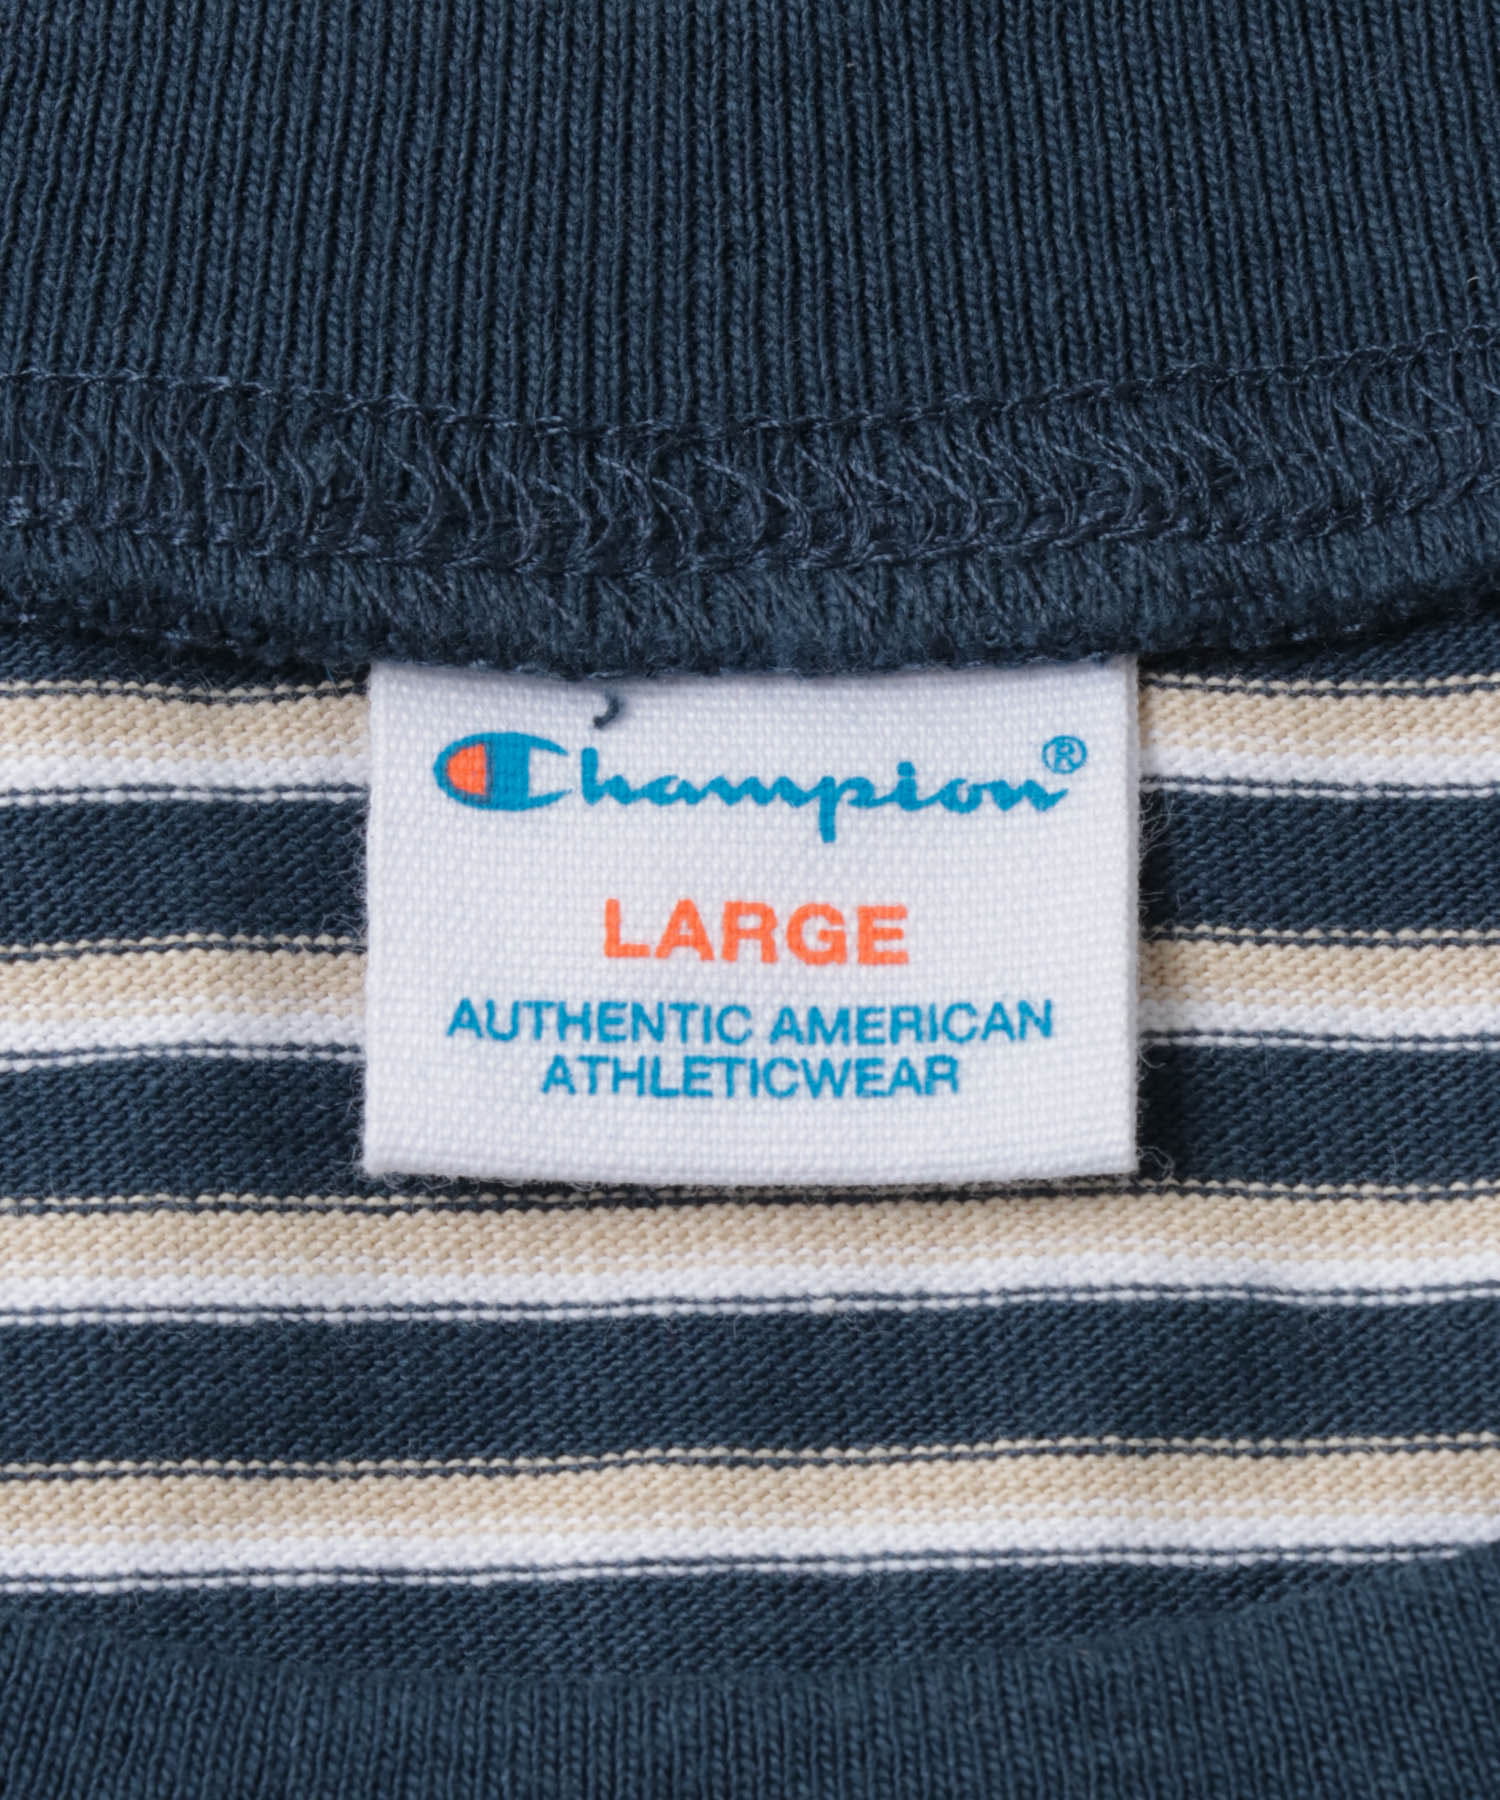 Champion®
LARGE
AUTHENTIC AMERICAN
ATHLETICWEAR